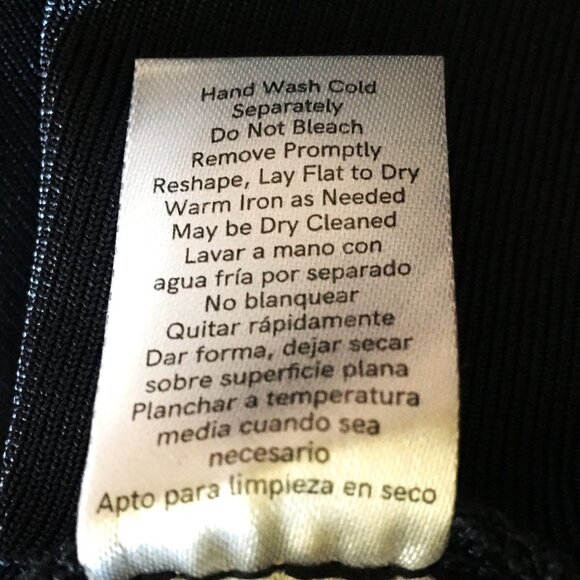 Hand Wash Cold
Separately
Do Not Bleach
Remove Promptly
Reshape, Lay Flat to Dry
Warm Iron as Needed
May be Dry Cleaned
Lavar a mano con
agua fría por separado
No blanquear
Quitar rápidamente
Dar forma, dejar secar
sobre superficie plana
Planchar a temperatura
media cuando sea
necesario
Apto para limpieza en seco